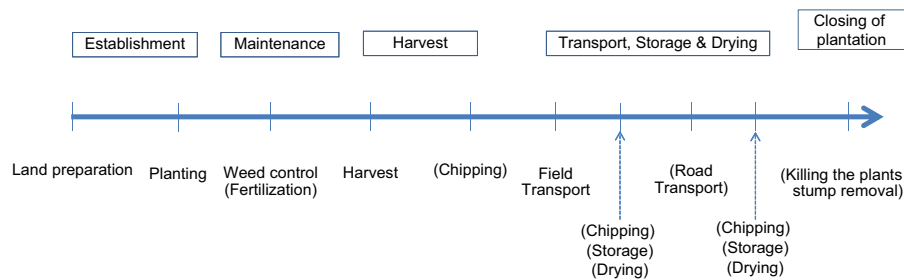 Establishment
Maintenance
Harvest
Transport, Storage & Drying
Closing of
plantation
Land preparation
Planting
Weed control
(Fertilization)
Harvest
(Chipping)
Field
Transport
(Road
Transport)
(Killing the plants
stump removal)
(Chipping)
(Storage)
(Drying)
(Chipping)
(Storage)
(Drying)